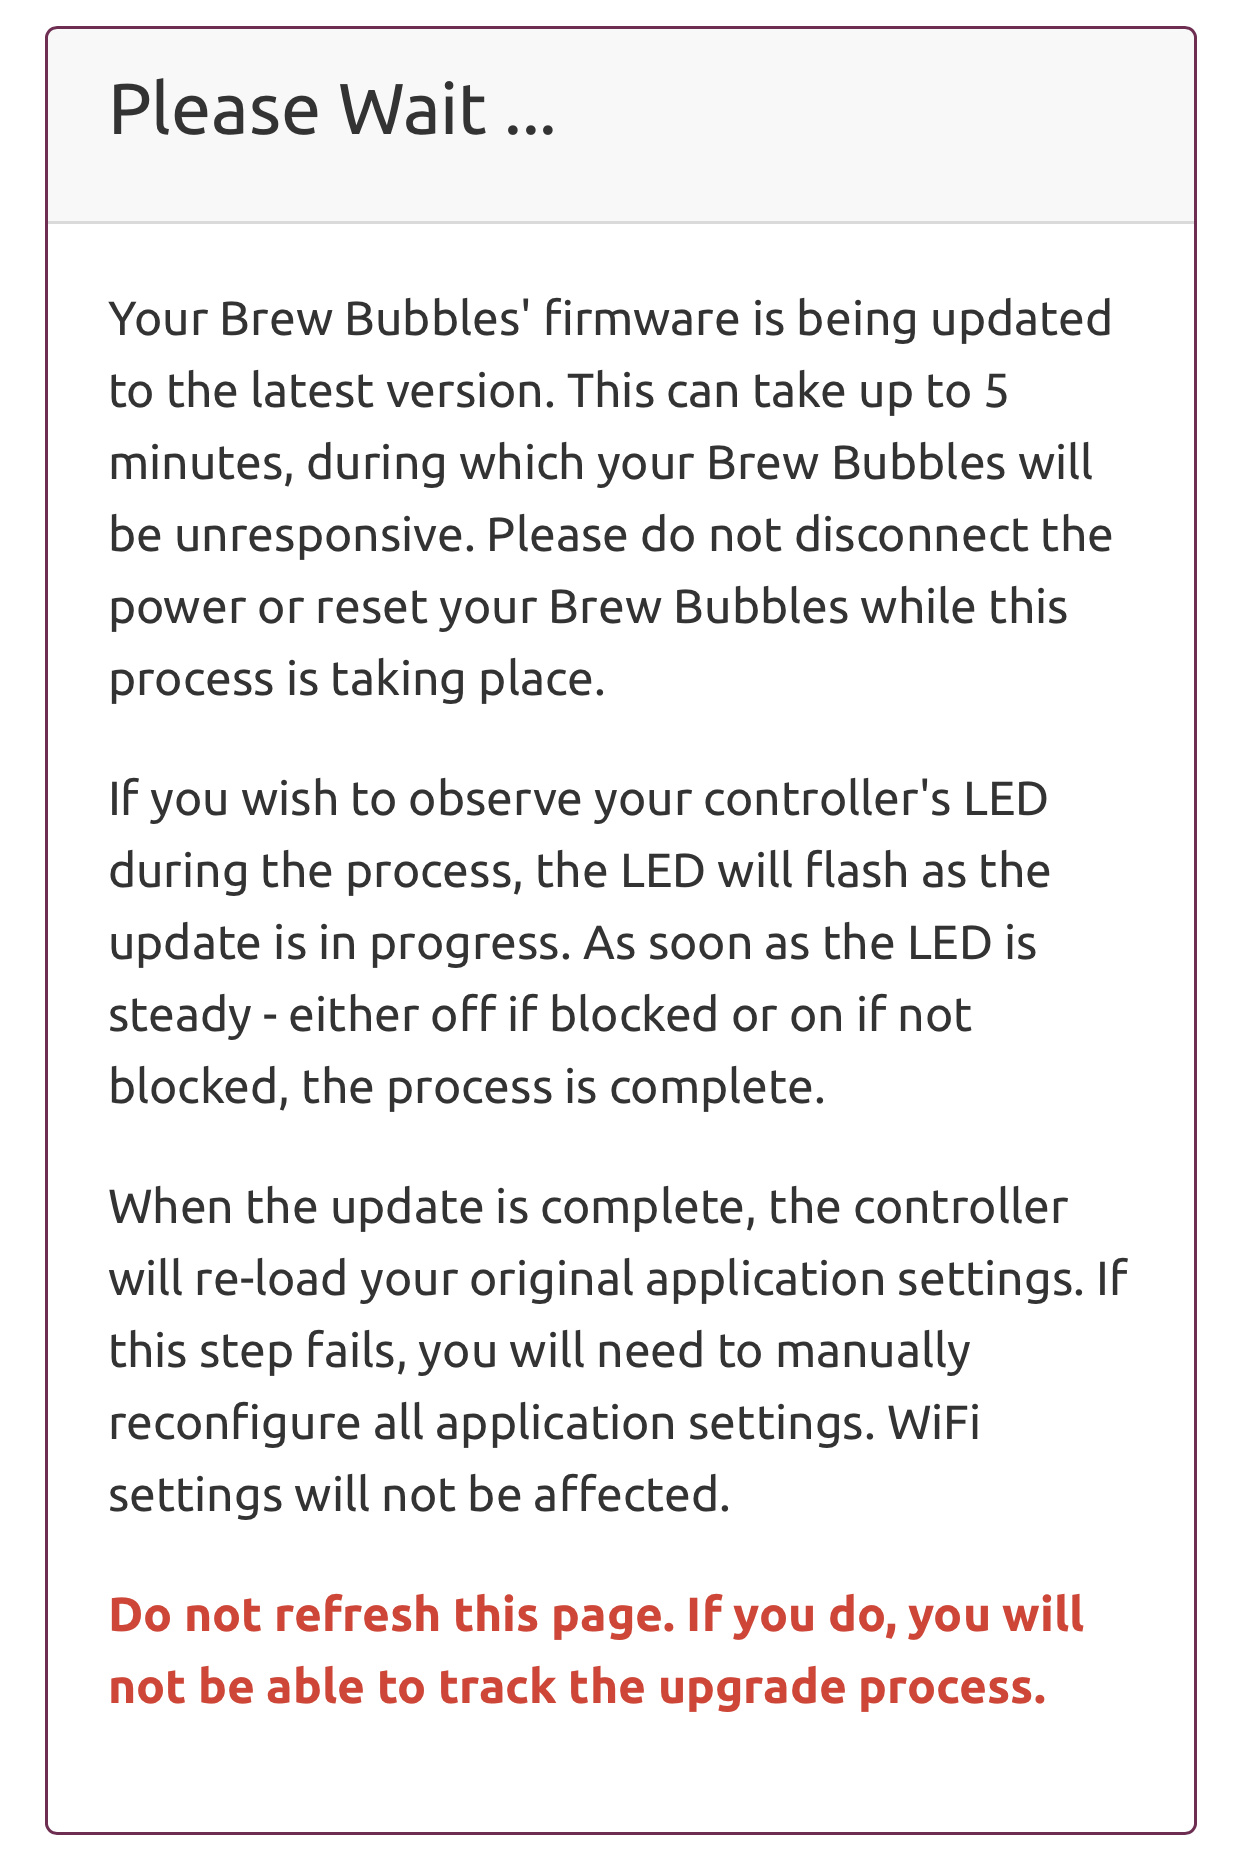 Please Wait ...
Your Brew Bubbles' firmware is being updated
to the latest version. This can take up to 5
minutes, during which your Brew Bubbles will
be unresponsive. Please do not disconnect the
power or reset your Brew Bubbles while this
process is taking place.
If you wish to observe your controller's LED
during the process, the LED will flash as the
update is in progress. As soon as the LED is
steady - either off if blocked or on if not
blocked, the process is complete.
When the update is complete, the controller
will re-load your original application settings. If
this step fails, you will need to manually
reconfigure all application settings. WiFi
settings will not be affected.
Do not refresh this page. If you do, you will
not be able to track the upgrade process.